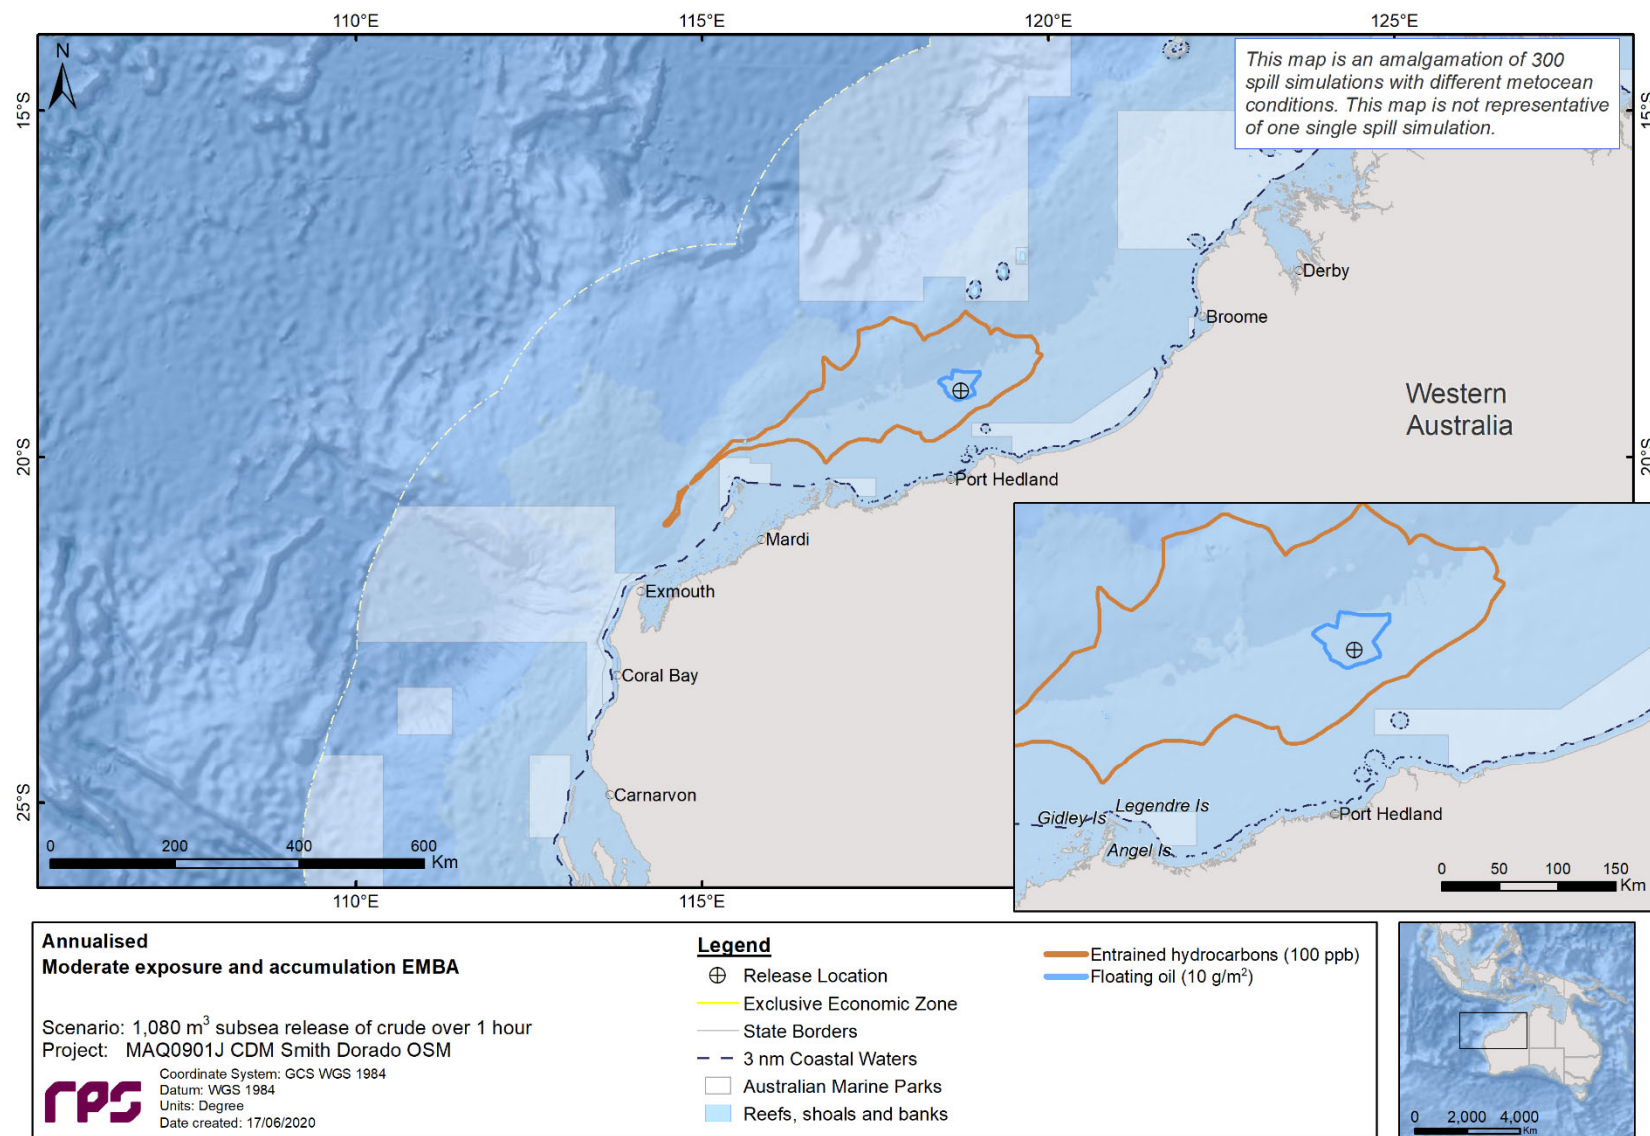 110°E
115°E
120°E
125°E
N
This map is an amalgamation of 300
spill simulations with different metocean
conditions. This map is not representative
of one single spill simulation.
15°S
15°S
Derby
Broome
Western
Australia
20°S
20°S
Port Hedland
Mardi
Exmouth
Coral Bay
Carnarvon
25°S
0 200 400 600
Km
Legendre Is
Gidley Is
Port Hedland
Angel Is
0 50 100 150
Km
110°E
115°E
Annualised
Moderate exposure and accumulation EMBA
Scenario: 1,080 m³ subsea release of crude over 1 hour
Project: MAQ0901J CDM Smith Dorado OSM
rps
Coordinate System: GCS WGS 1984
Datum: WGS 1984
Units: Degree
Date created: 17/06/2020
Legend
Release Location
Exclusive Economic Zone
State Borders
3 nm Coastal Waters
Australian Marine Parks
Reefs, shoals and banks
Entrained hydrocarbons (100 ppb)
Floating oil (10 g/m²)
0 2,000 4,000
Km